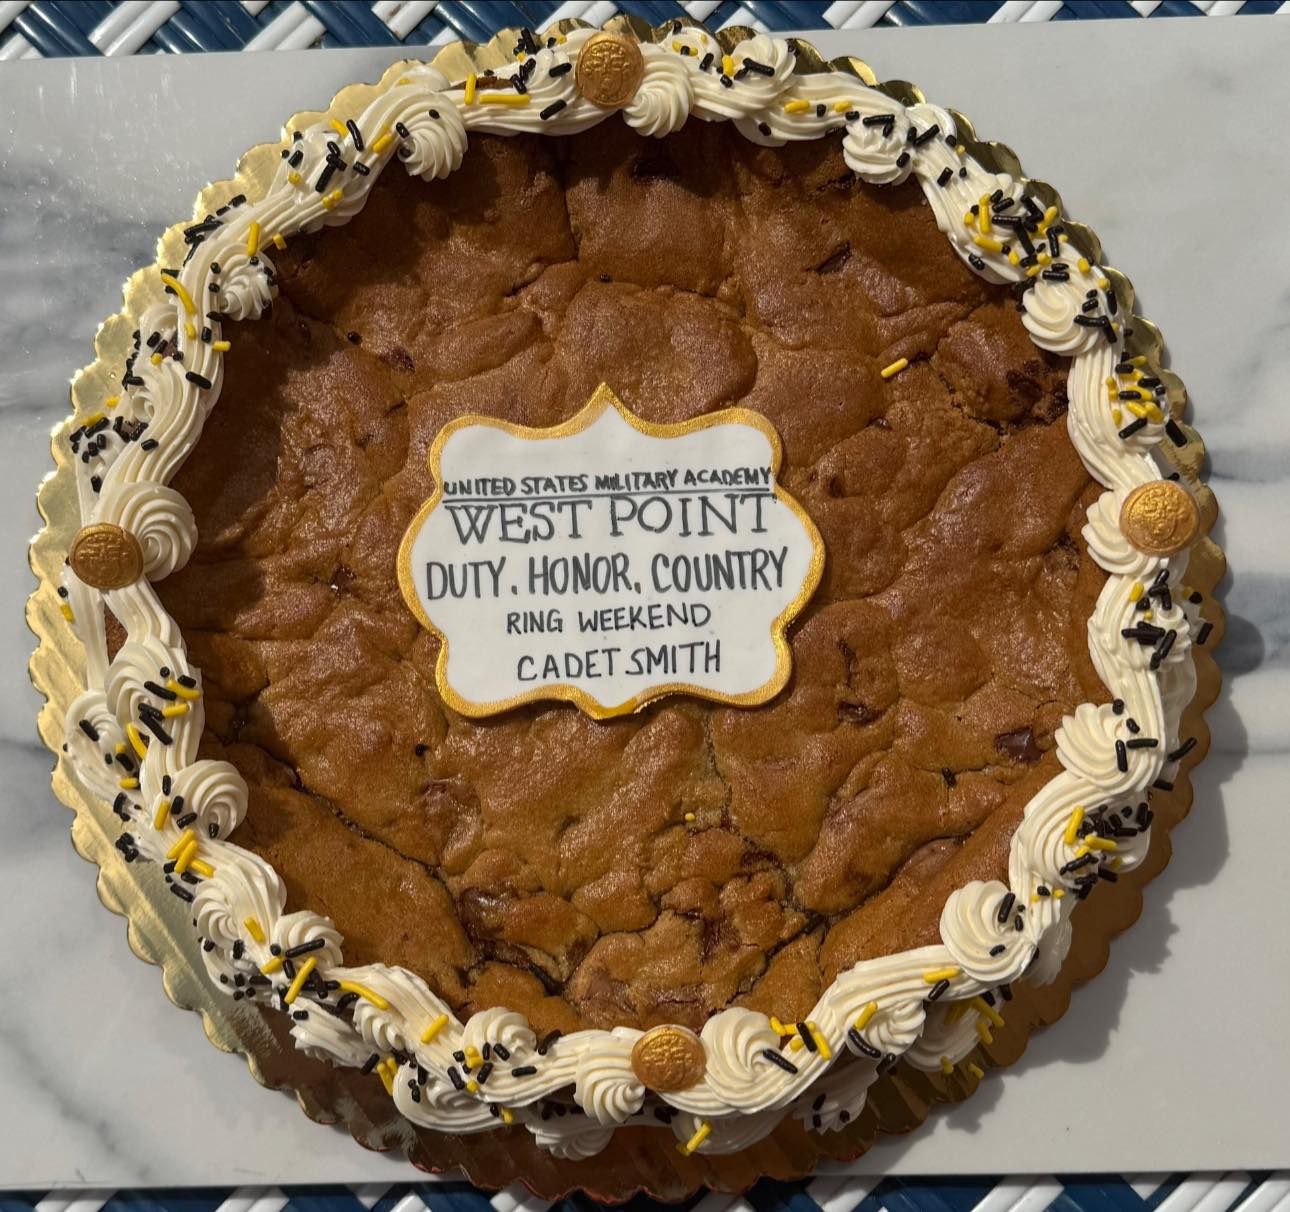 UNITED STATES MILITARY ACADEMY
WEST POINT
DUTY. HONOR. COUNTRY
RING WEEKEND
CADET SMITH